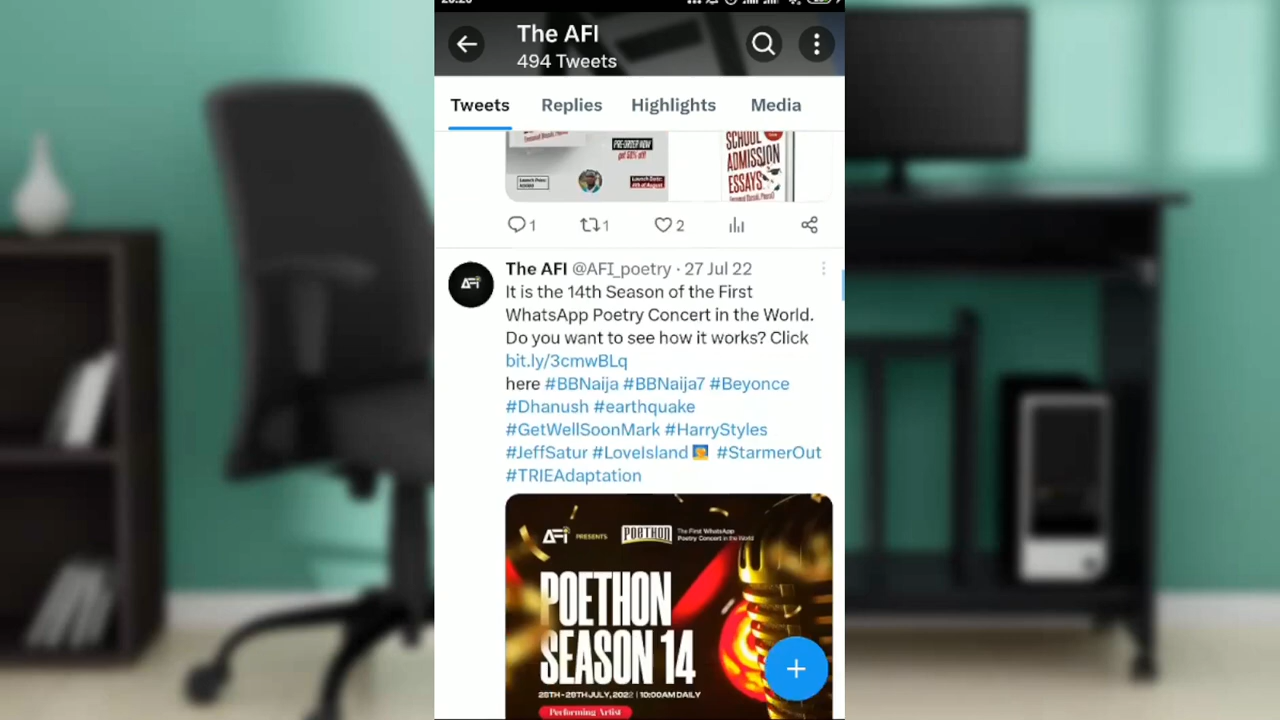 The AFI
494 Tweets
Tweets Replies Highlights Media
PRE-ORDER NOW
SCHOOL
ADMISSION
ESSAYS
1 1 2
The AFI @AFI_poetry · 27 Jul 22
It is the 14th Season of the First
WhatsApp Poetry Concert in the World.
Do you want to see how it works? Click
bit.ly/3cmwBLq
here #BBNaija #BBNaija7 #Beyonce
#Dhanush #earthquake
#GetWellSoonMark #HarryStyles
#JeffSatur #LoveIsland #StarmerOut
#TRIEAdaptation
AFI PRESENTS POETHON The First WhatsApp
Poetry Concert in the World
POETHON
SEASON 14
28TH - 29TH JULY, 2022 | 10:00AM DAILY
Performing Artist